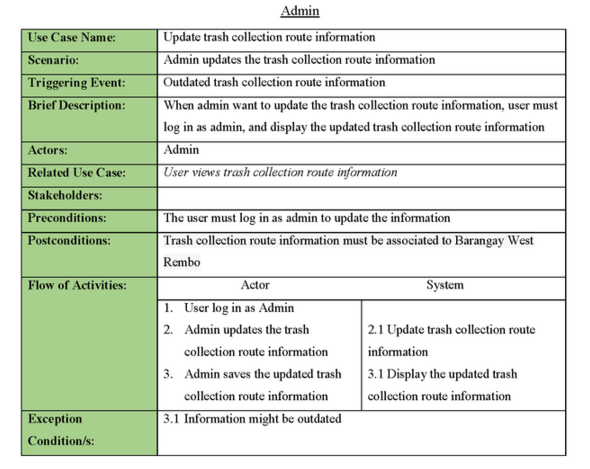 Admin
Use Case Name: Update trash collection route information
Scenario: Admin updates the trash collection route information
Triggering Event: Outdated trash collection route information
Brief Description: When admin want to update the trash collection route information, user must
log in as admin, and display the updated trash collection route information
Actors: Admin
Related Use Case: User views trash collection route information
Stakeholders:
Preconditions: The user must log in as admin to update the information
Postconditions: Trash collection route information must be associated to Barangay West
Rembo
Flow of Activities: Actor System
1. User log in as Admin
2. Admin updates the trash
collection route information
3. Admin saves the updated trash
collection route information
2.1 Update trash collection route
information
3.1 Display the updated trash
collection route information
Exception
Condition/s:
3.1 Information might be outdated